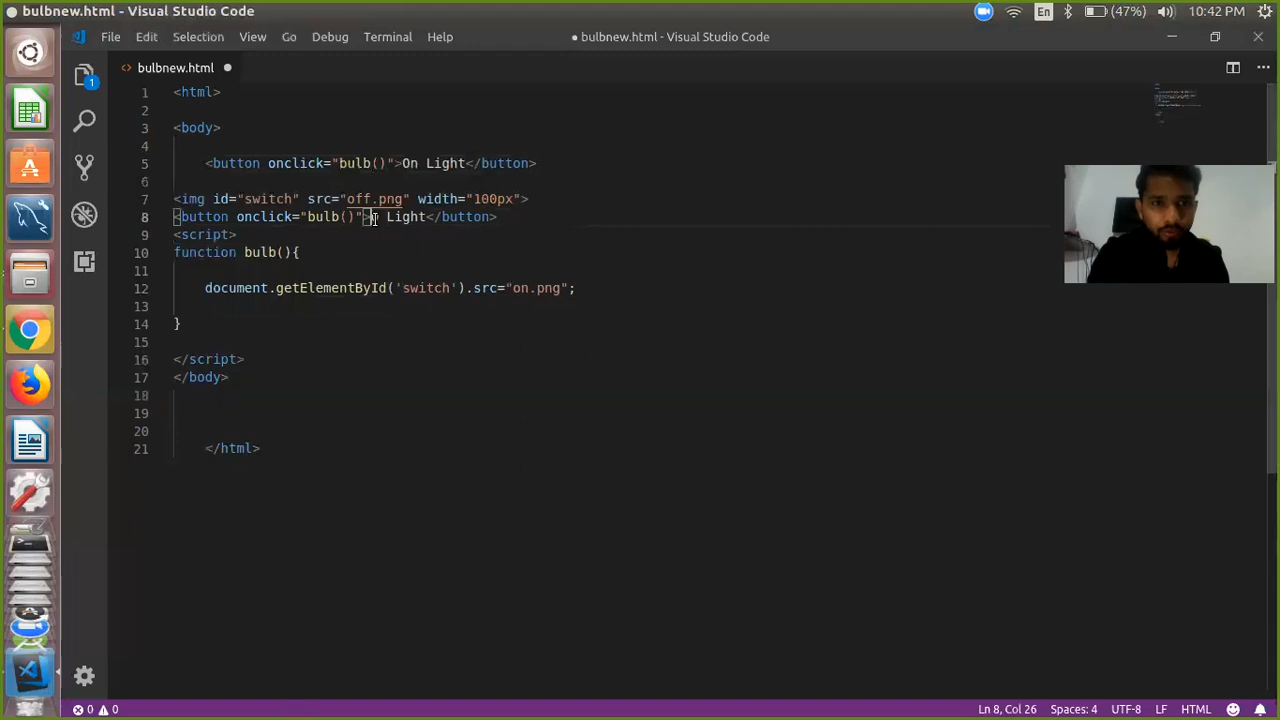 bulbnew.html - Visual Studio Code
En
(47%)
10:42 PM
File Edit Selection View Go Debug Terminal Help
● bulbnew.html - Visual Studio Code
1
bulbnew.html
1 <html>
2
3 <body>
4
5 <button onclick="bulb()">On Light</button>
6
7 <img id="switch" src="off.png" width="100px">
8 <button onclick="bulb()"> Light</button>
9 <script>
10 function bulb(){
11
12 document.getElementById('switch').src="on.png";
13
14 }
15
16 </script>
17 </body>
18
19
20
21 </html>
0 0
Ln 8, Col 26 Spaces: 4 UTF-8 LF HTML